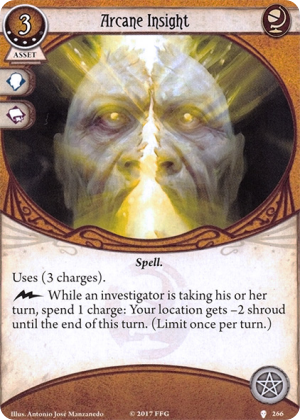 Arcane Insight
3
ASSET
Spell.
Uses (3 charges).
While an investigator is taking his or her
turn, spend 1 charge: Your location gets –2 shroud
until the end of this turn. (Limit once per turn.)
Illus. Antonio José Manzanedo
© 2017 FFG
266